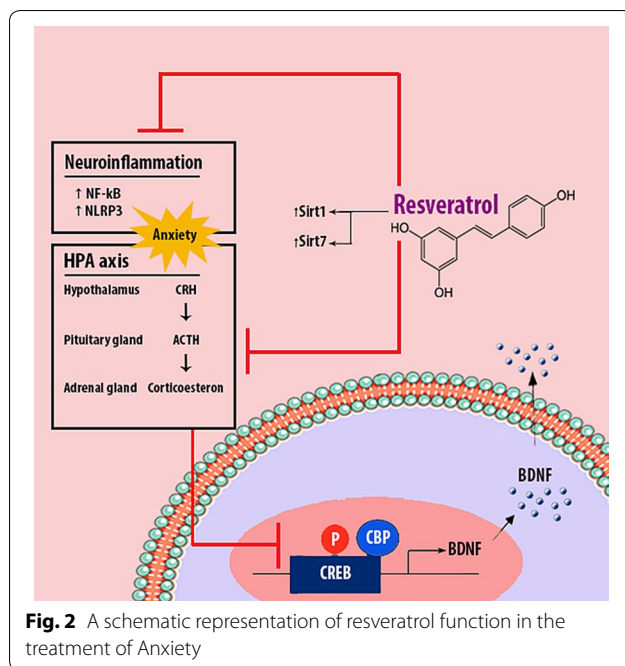 Neuroinflammation
↑ NF-kB
↑ NLRP3
Anxiety
HPA axis
Hypothalamus CRH
↓
Pituitary gland ACTH
↓
Adrenal gland Corticoesteron
↑Sirt1
↑Sirt7
Resveratrol
OH
HO
OH
BDNF
P
CBP
CREB
BDNF
Fig. 2 A schematic representation of resveratrol function in the
treatment of Anxiety